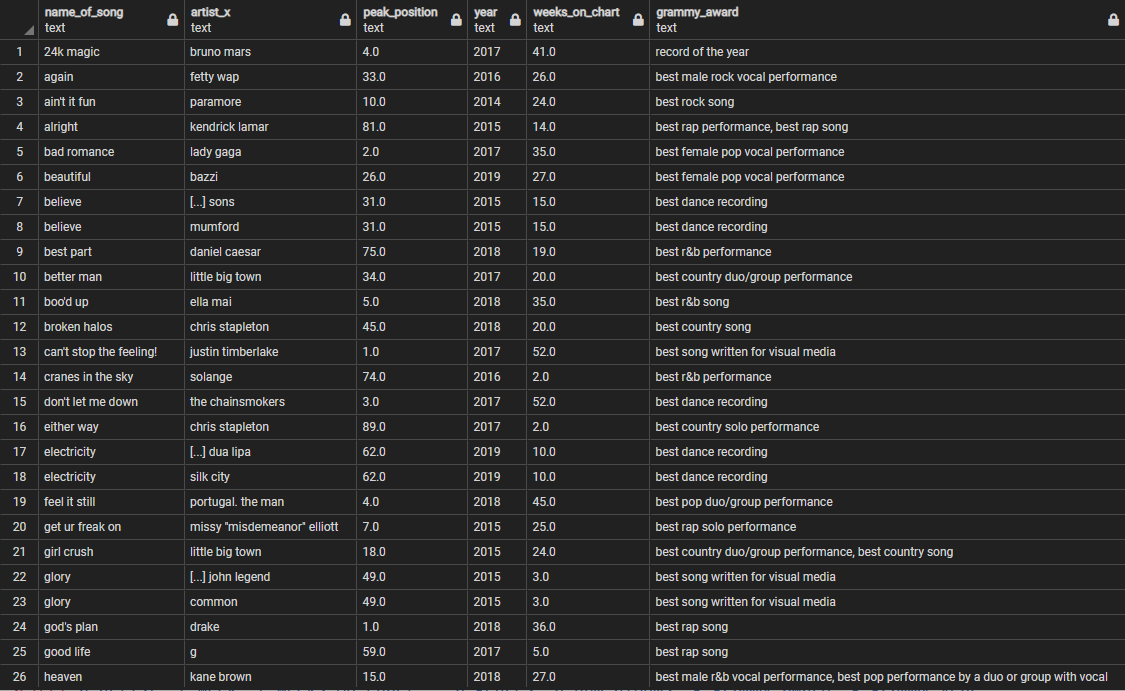 name_of_song artist_x peak_position year weeks_on_chart grammy_award
text text text text text text
1 24k magic bruno mars 4.0 2017 41.0 record of the year
2 again fetty wap 33.0 2016 26.0 best male rock vocal performance
3 ain't it fun paramore 10.0 2014 24.0 best rock song
4 alright kendrick lamar 81.0 2015 14.0 best rap performance, best rap song
5 bad romance lady gaga 2.0 2017 35.0 best female pop vocal performance
6 beautiful bazzi 26.0 2019 27.0 best female pop vocal performance
7 believe [...] sons 31.0 2015 15.0 best dance recording
8 believe mumford 31.0 2015 15.0 best dance recording
9 best part daniel caesar 75.0 2018 19.0 best r&b performance
10 better man little big town 34.0 2017 20.0 best country duo/group performance
11 boo'd up ella mai 5.0 2018 35.0 best r&b song
12 broken halos chris stapleton 45.0 2018 20.0 best country song
13 can't stop the feeling! justin timberlake 1.0 2017 52.0 best song written for visual media
14 cranes in the sky solange 74.0 2016 2.0 best r&b performance
15 don't let me down the chainsmokers 3.0 2017 52.0 best dance recording
16 either way chris stapleton 89.0 2017 2.0 best country solo performance
17 electricity [...] dua lipa 62.0 2019 10.0 best dance recording
18 electricity silk city 62.0 2019 10.0 best dance recording
19 feel it still portugal. the man 4.0 2018 45.0 best pop duo/group performance
20 get ur freak on missy "misdemeanor" elliott 7.0 2015 25.0 best rap solo performance
21 girl crush little big town 18.0 2015 24.0 best country duo/group performance, best country song
22 glory [...] john legend 49.0 2015 3.0 best song written for visual media
23 glory common 49.0 2015 3.0 best song written for visual media
24 god's plan drake 1.0 2018 36.0 best rap song
25 good life g 59.0 2017 5.0 best rap song
26 heaven kane brown 15.0 2018 27.0 best male r&b vocal performance, best pop performance by a duo or group with vocal